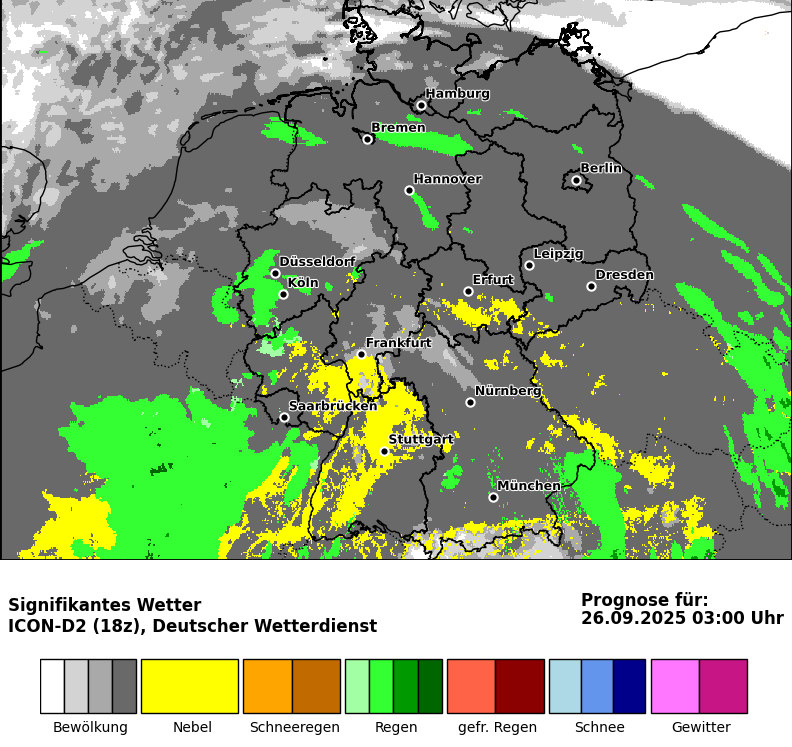 Hamburg
Bremen
Berlin
Hannover
Leipzig
Düsseldorf
Dresden
Köln
Erfurt
Frankfurt
Nürnberg
Saarbrücken
Stuttgart
München
Signifikantes Wetter
ICON-D2 (18z), Deutscher Wetterdienst
Prognose für:
26.09.2025 03:00 Uhr
Bewölkung Nebel Schneeregen Regen gefr. Regen Schnee Gewitter